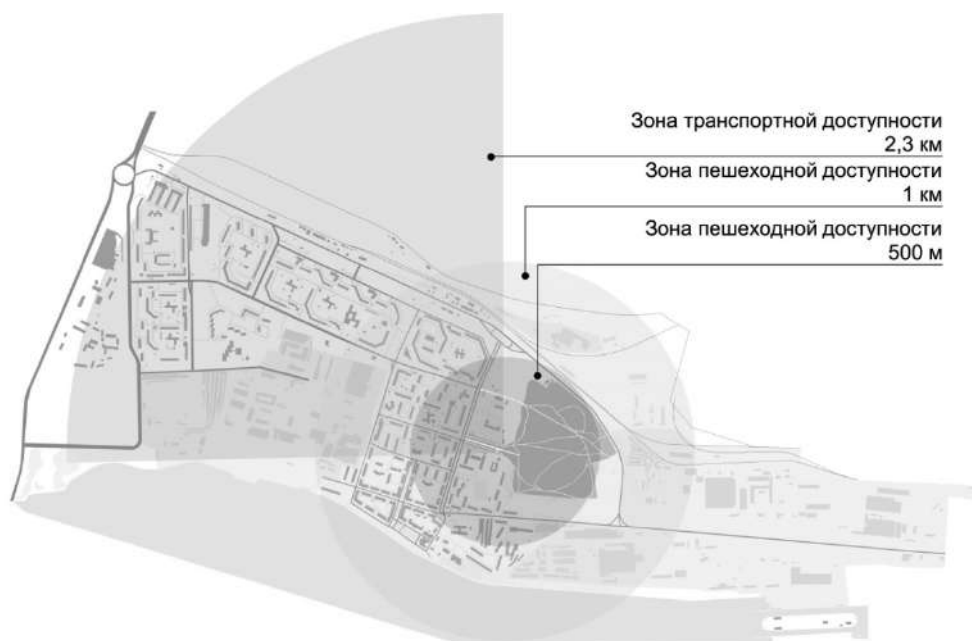 Зона транспортной доступности
2,3 км
Зона пешеходной доступности
1 км
Зона пешеходной доступности
500 м